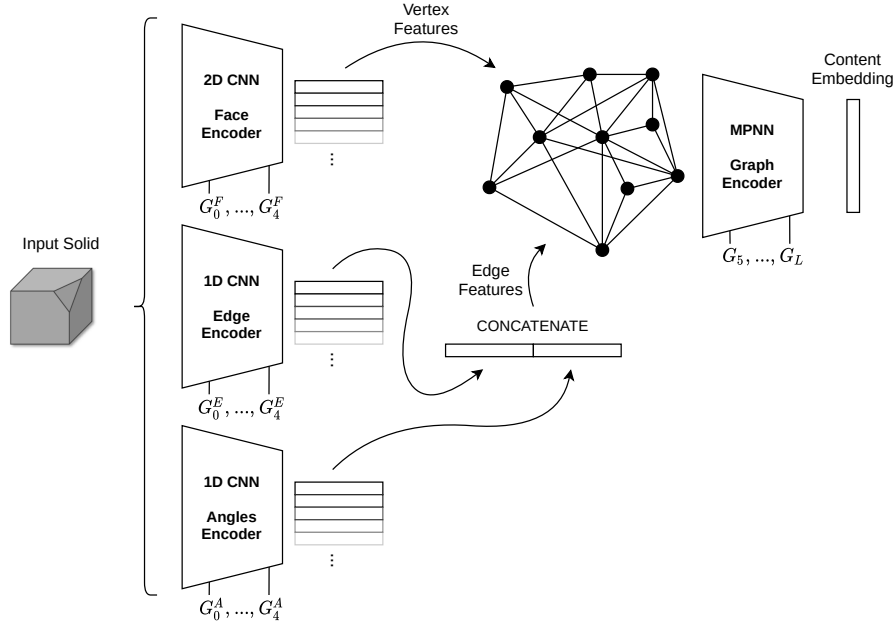 Input Solid
2D CNN
Face
Encoder
G_0^F, ..., G_4^F
1D CNN
Edge
Encoder
G_0^E, ..., G_4^E
1D CNN
Angles
Encoder
G_0^A, ..., G_4^A
Vertex
Features
Edge
Features
CONCATENATE
MPNN
Graph
Encoder
G_5, ..., G_L
Content
Embedding